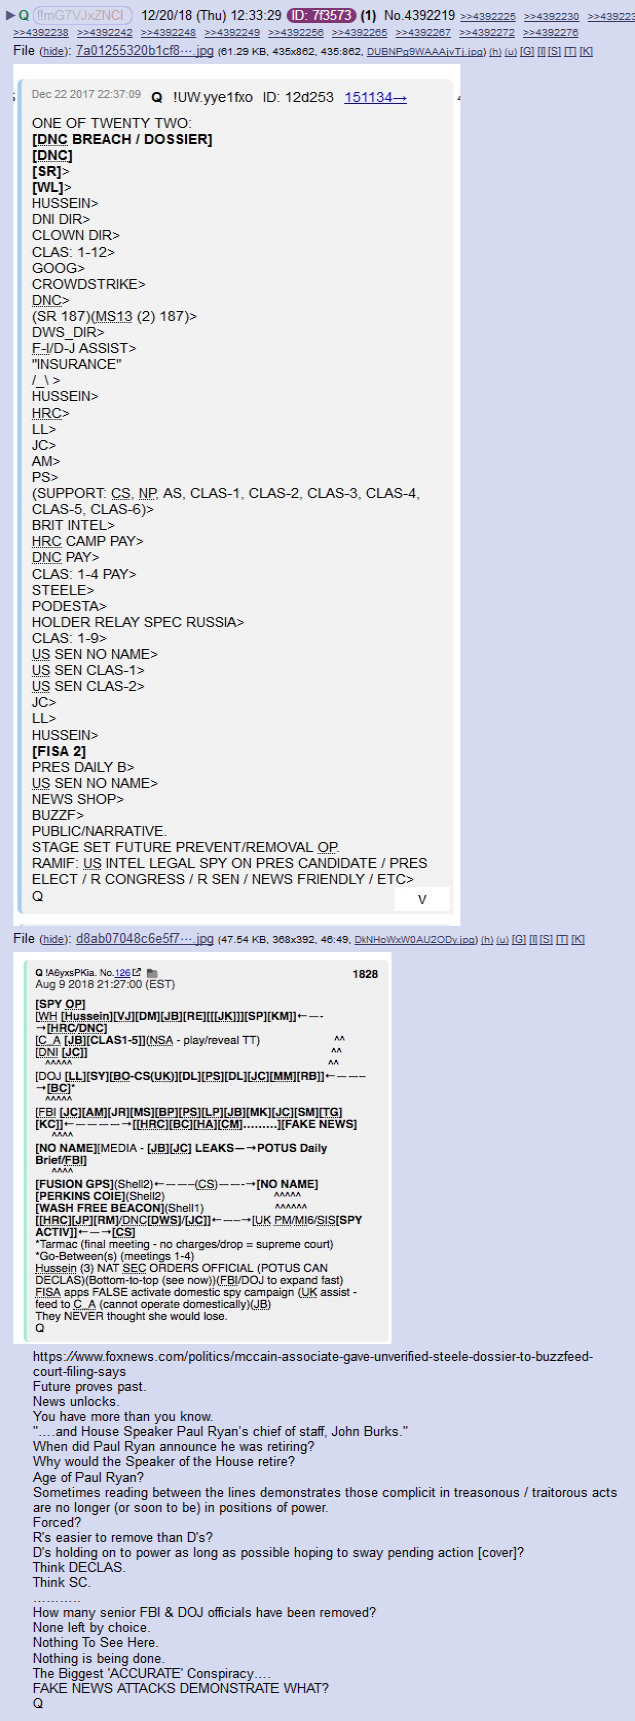 ▶ Q !!mG7VJxZNCI 12/20/18 (Thu) 12:33:29 ID: 7f3573 (1) No.4392219 >>4392225 >>4392230 >>439223
>>4392238 >>4392242 >>4392248 >>4392249 >>4392256 >>4392265 >>4392267 >>4392272 >>4392276
File (hide): 7a01255320b1cf8⋯.jpg (61.29 KB, 435x862, 435:862, DUBNPq9WAAAjvTj.jpg) (h) (u) [G] [I] [S] [T] [K]
Dec 22 2017 22:37:09 Q !UW.yye1fxo ID: 12d253 151134→
ONE OF TWENTY TWO:
[DNC BREACH / DOSSIER]
[DNC]
[SR]>
[WL]>
HUSSEIN>
DNI DIR>
CLOWN DIR>
CLAS: 1-12>
GOOG>
CROWDSTRIKE>
DNC>
(SR 187)(MS13 (2) 187)>
DWS_DIR>
F-I/D-J ASSIST>
"INSURANCE"
/_\ >
HUSSEIN>
HRC>
LL>
JC>
AM>
PS>
(SUPPORT: CS, NP, AS, CLAS-1, CLAS-2, CLAS-3, CLAS-4,
CLAS-5, CLAS-6)>
BRIT INTEL>
HRC CAMP PAY>
DNC PAY>
CLAS: 1-4 PAY>
STEELE>
PODESTA>
HOLDER RELAY SPEC RUSSIA>
CLAS: 1-9>
US SEN NO NAME>
US SEN CLAS-1>
US SEN CLAS-2>
JC>
LL>
HUSSEIN>
[FISA 2]
PRES DAILY B>
US SEN NO NAME>
NEWS SHOP>
BUZZF>
PUBLIC/NARRATIVE.
STAGE SET FUTURE PREVENT/REMOVAL OP.
RAMIF: US INTEL LEGAL SPY ON PRES CANDIDATE / PRES
ELECT / R CONGRESS / R SEN / NEWS FRIENDLY / ETC>
Q
V
File (hide): d8ab07048c6e5f7⋯.jpg (47.54 KB, 368x392, 46:49, DkNHoWxW0AU2ODy.jpg) (h) (u) [G] [I] [S] [T] [K]
Q !A6yxsPKia. No.126 1828
Aug 9 2018 21:27:00 (EST)
[SPY OP]
[WH [Hussein][VJ][DM][JB][RE][[[JK]]][SP][KM]]←—-
→[HRC/DNC]
[C_A [JB][CLAS1-5]](NSA - play/reveal TT) ^^
[DNI [JC]] ^^
^^^^^ ^^
[DOJ [LL][SY][BO-CS(UK)][DL][PS][DL][JC][MM][RB]]←———
→[BC]*
^^^^^
[FBI [JC][AM][JR][MS][BP][PS][LP][JB][MK][JC][SM][TG]
[KC]]←—————→[[HRC][BC][HA][CM].........][FAKE NEWS]
^^^^
[NO NAME][MEDIA - [JB][JC] LEAKS—→POTUS Daily
Brief/FBI]
^^^^
[FUSION GPS](Shell2)←———(CS)———→[NO NAME]
[PERKINS COIE](Shell2) ^^^^^
[WASH FREE BEACON](Shell1) ^^^^^^
[[HRC][JP][RM]/DNC[DWS]/[JC]]←——→[UK PM/MI6/SIS[SPY
ACTIV]]←—→[CS]
*Tarmac (final meeting - no charges/drop = supreme court)
*Go-Between(s) (meetings 1-4)
Hussein (3) NAT SEC ORDERS OFFICIAL (POTUS CAN
DECLAS)(Bottom-to-top (see now))(FBI/DOJ to expand fast)
FISA apps FALSE activate domestic spy campaign (UK assist -
feed to C_A (cannot operate domestically)(JB)
They NEVER thought she would lose.
Q
https://www.foxnews.com/politics/mccain-associate-gave-unverified-steele-dossier-to-buzzfeed-
court-filing-says
Future proves past.
News unlocks.
You have more than you know.
"….and House Speaker Paul Ryan's chief of staff, John Burks."
When did Paul Ryan announce he was retiring?
Why would the Speaker of the House retire?
Age of Paul Ryan?
Sometimes reading between the lines demonstrates those complicit in treasonous / traitorous acts
are no longer (or soon to be) in positions of power.
Forced?
R's easier to remove than D's?
D's holding on to power as long as possible hoping to sway pending action [cover]?
Think DECLAS.
Think SC.
………..
How many senior FBI & DOJ officials have been removed?
None left by choice.
Nothing To See Here.
Nothing is being done.
The Biggest 'ACCURATE' Conspiracy….
FAKE NEWS ATTACKS DEMONSTRATE WHAT?
Q